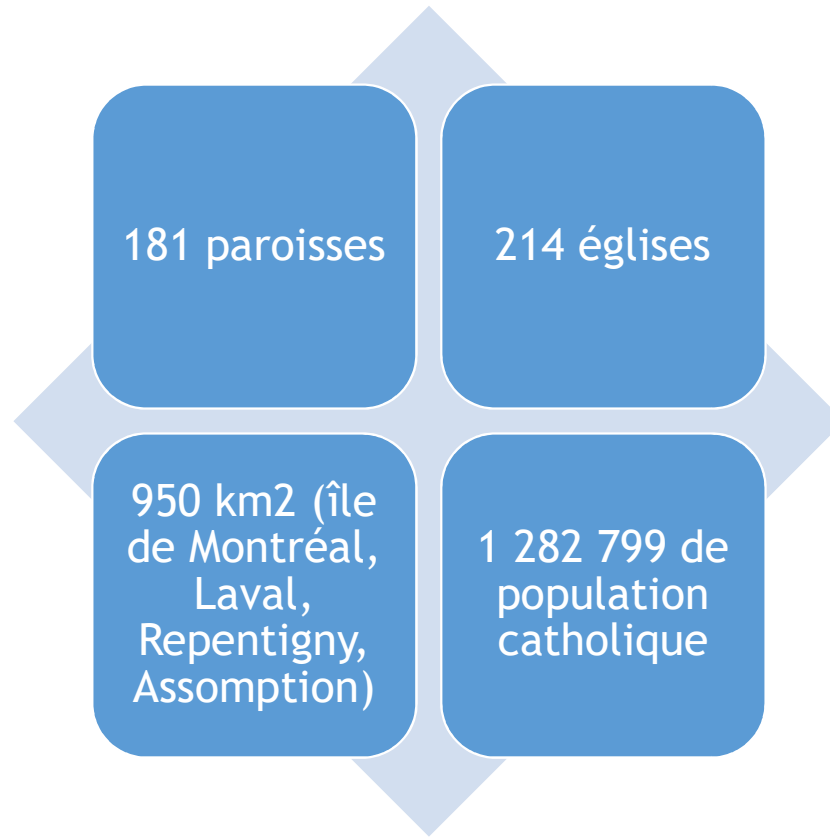 181 paroisses
214 églises
950 km2 (île
de Montréal,
Laval,
Repentigny,
Assomption)
1 282 799 de
population
catholique